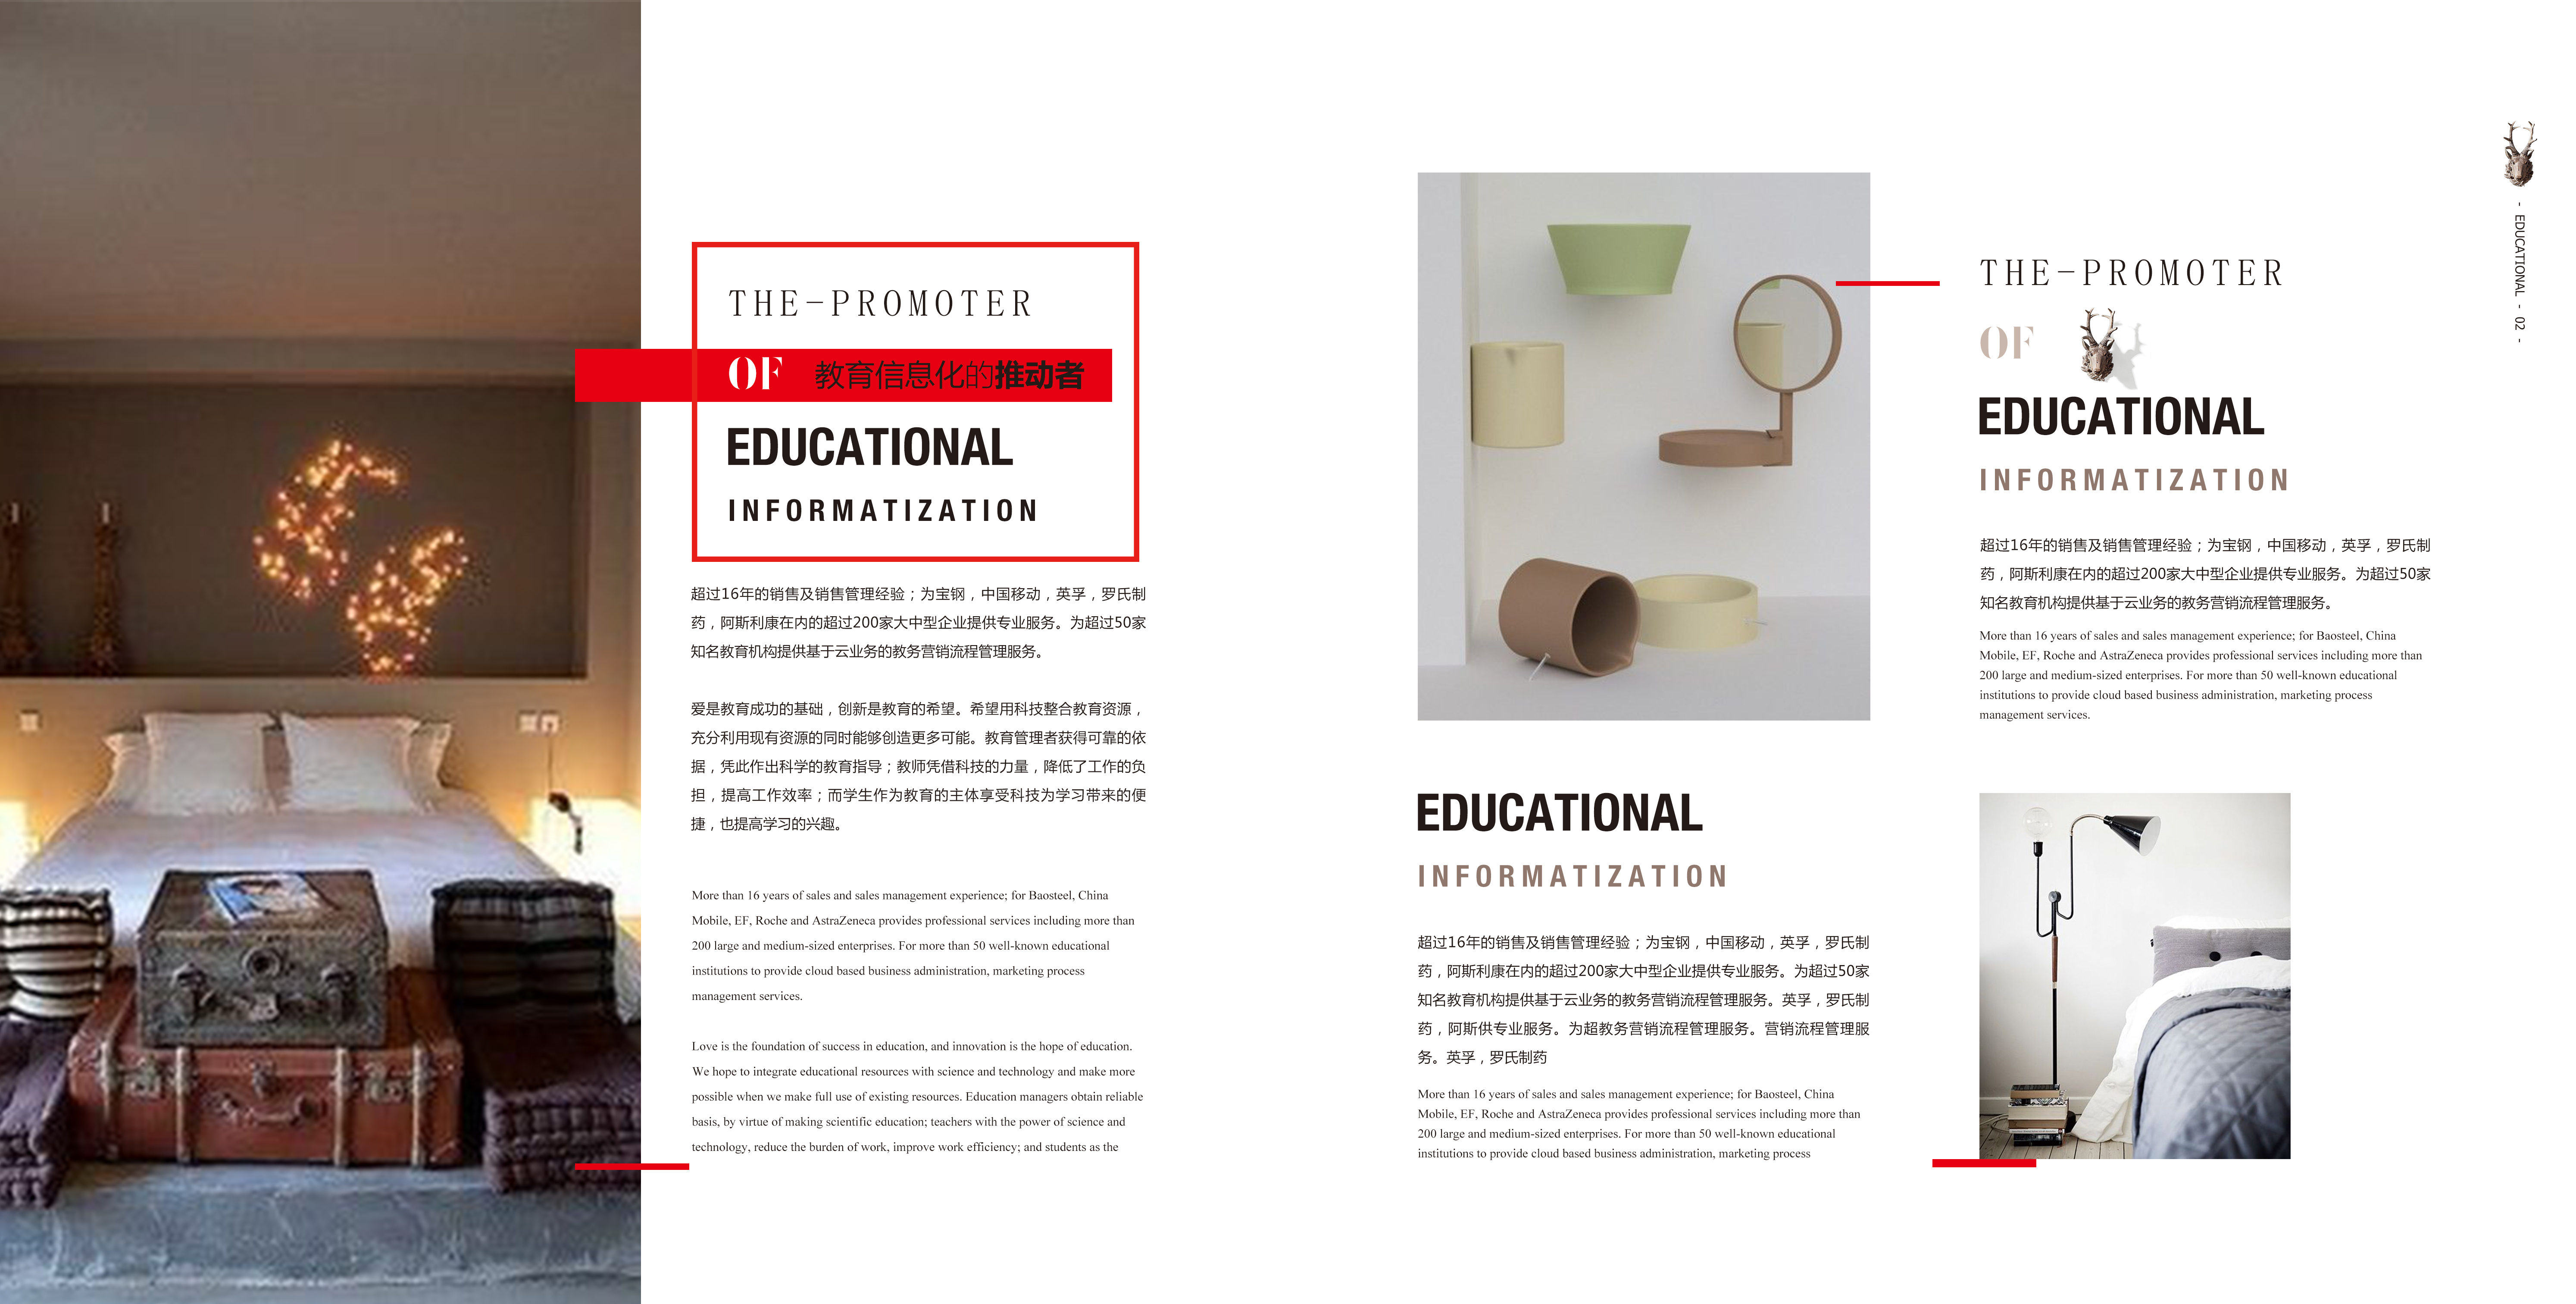 THE-PROMOTER
OF 教育信息化的推动者
EDUCATIONAL
INFORMATIZATION
超过16年的销售及销售管理经验；为宝钢，中国移动，英孚，罗氏制
药，阿斯利康在内的超过200家大中型企业提供专业服务。为超过50家
知名教育机构提供基于云业务的教务营销流程管理服务。
爱是教育成功的基础，创新是教育的希望。希望用科技整合教育资源，
充分利用现有资源的同时能够创造更多可能。教育管理者获得可靠的依
据，凭此作出科学的教育指导；教师凭借科技的力量，降低了工作的负
担，提高工作效率；而学生作为教育的主体享受科技为学习带来的便
捷，也提高学习的兴趣。
More than 16 years of sales and sales management experience; for Baosteel, China
Mobile, EF, Roche and AstraZeneca provides professional services including more than
200 large and medium-sized enterprises. For more than 50 well-known educational
institutions to provide cloud based business administration, marketing process
management services.
Love is the foundation of success in education, and innovation is the hope of education.
We hope to integrate educational resources with science and technology and make more
possible when we make full use of existing resources. Education managers obtain reliable
basis, by virtue of making scientific education; teachers with the power of science and
technology, reduce the burden of work, improve work efficiency; and students as the
EDUCATIONAL
INFORMATIZATION
超过16年的销售及销售管理经验；为宝钢，中国移动，英孚，罗氏制
药，阿斯利康在内的超过200家大中型企业提供专业服务。为超过50家
知名教育机构提供基于云业务的教务营销流程管理服务。英孚，罗氏制
药，阿斯供专业服务。为超教务营销流程管理服务。营销流程管理服
务。英孚，罗氏制药
More than 16 years of sales and sales management experience; for Baosteel, China
Mobile, EF, Roche and AstraZeneca provides professional services including more than
200 large and medium-sized enterprises. For more than 50 well-known educational
institutions to provide cloud based business administration, marketing process
THE-PROMOTER
OF
EDUCATIONAL
INFORMATIZATION
超过16年的销售及销售管理经验；为宝钢，中国移动，英孚，罗氏制
药，阿斯利康在内的超过200家大中型企业提供专业服务。为超过50家
知名教育机构提供基于云业务的教务营销流程管理服务。
More than 16 years of sales and sales management experience; for Baosteel, China
Mobile, EF, Roche and AstraZeneca provides professional services including more than
200 large and medium-sized enterprises. For more than 50 well-known educational
institutions to provide cloud based business administration, marketing process
management services.
- EDUCATIONAL - 02 -